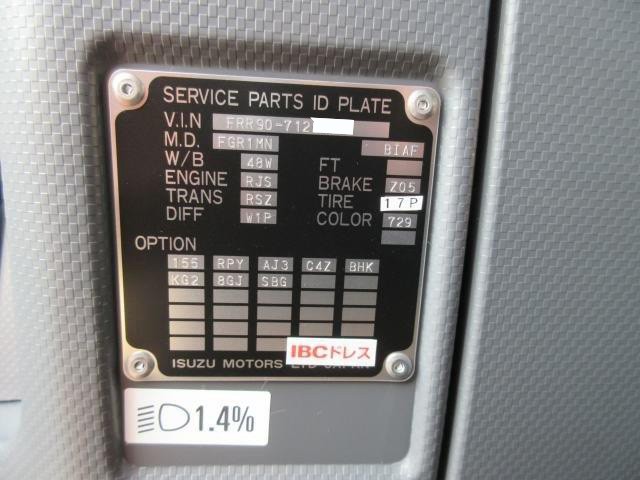 SERVICE PARTS ID PLATE
V.I.N FRR90-712
M.D. FGR1MN BIAF
W/B 48W FT
ENGINE RJS BRAKE Z05
TRANS RSZ TIRE 17P
DIFF W1P COLOR 729
OPTION
155 RPY AJ3 C4Z BHK
KG2 8GJ SBG
IBCドレス
ISUZU MOTORS LTD JAPAN
1.4%